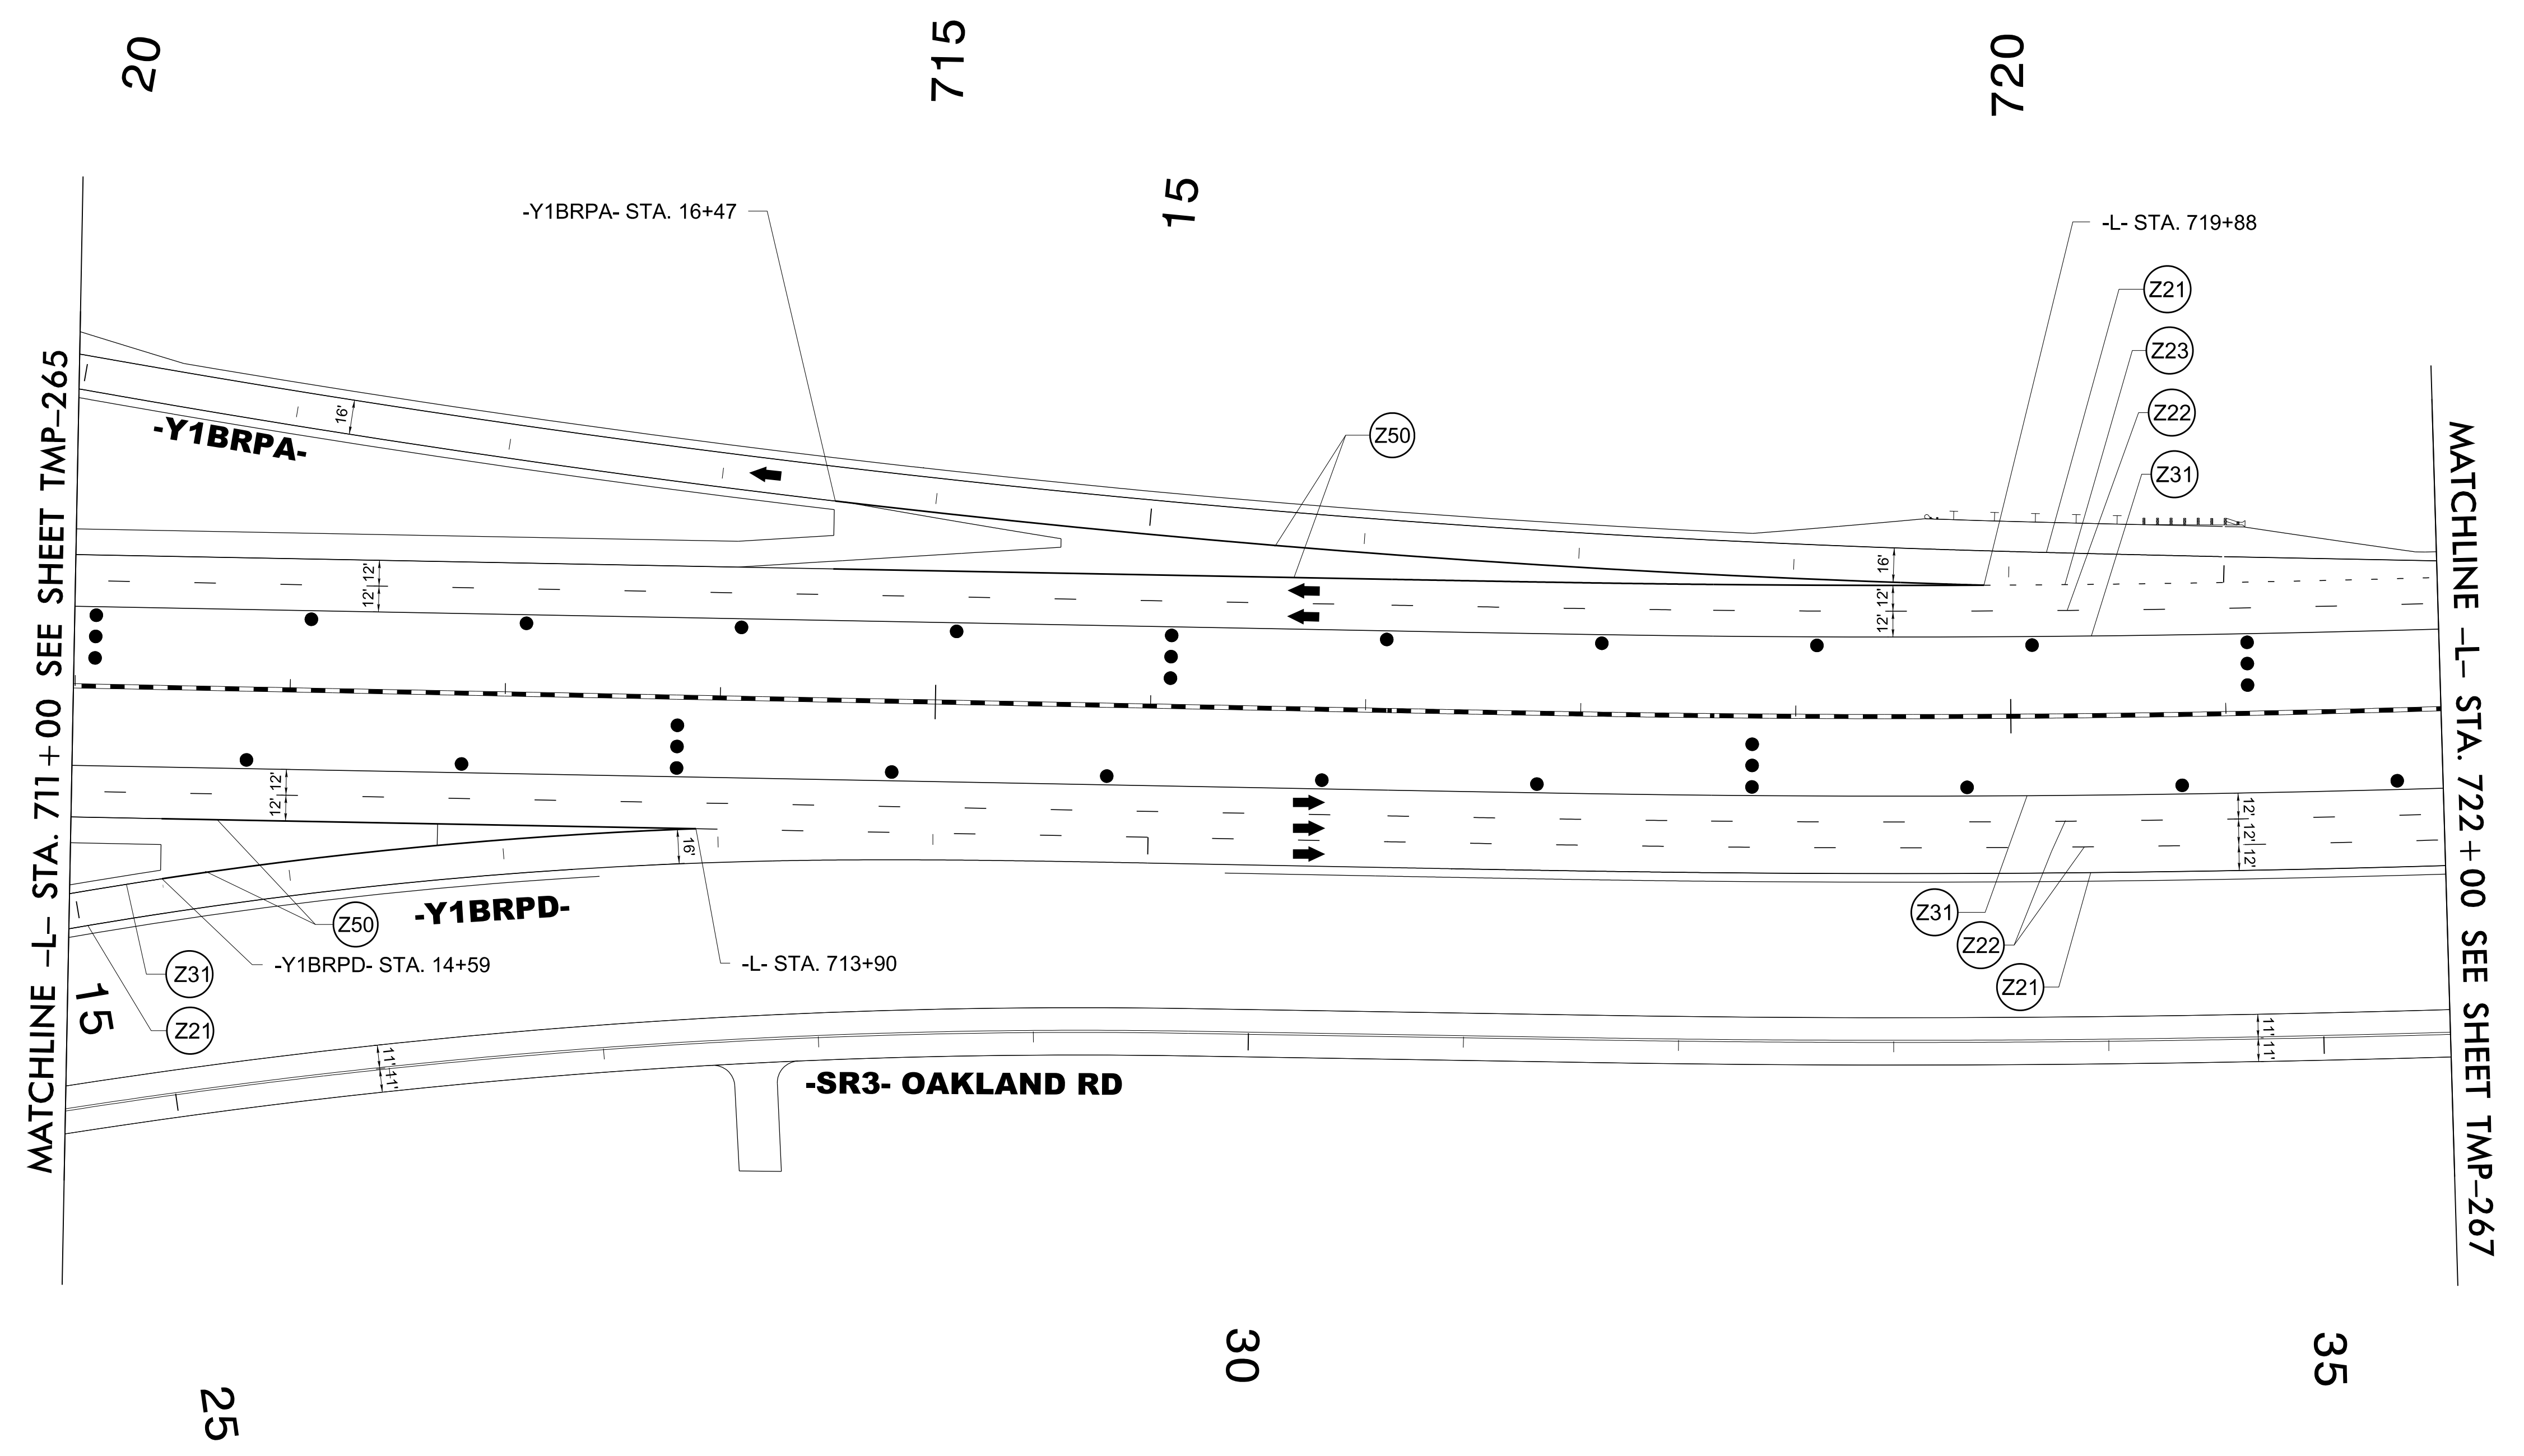 20
715
720
15
-Y1BRPA- STA. 16+47
-L- STA. 719+88
Z21
Z23
Z22
Z31
Z50
MATCHLINE -L- STA. 711+00 SEE SHEET TMP-265
MATCHLINE -L- STA. 722+00 SEE SHEET TMP-267
16'
-Y1BRPA-
12'
12'
16'
12'
12'
12'
12'
16'
12'
12'
12'
Z50
-Y1BRPD-
Z31
-Y1BRPD- STA. 14+59
-L- STA. 713+90
Z31
Z22
Z21
15
Z21
11'
11'
11'
11'
-SR3- OAKLAND RD
30
35
25